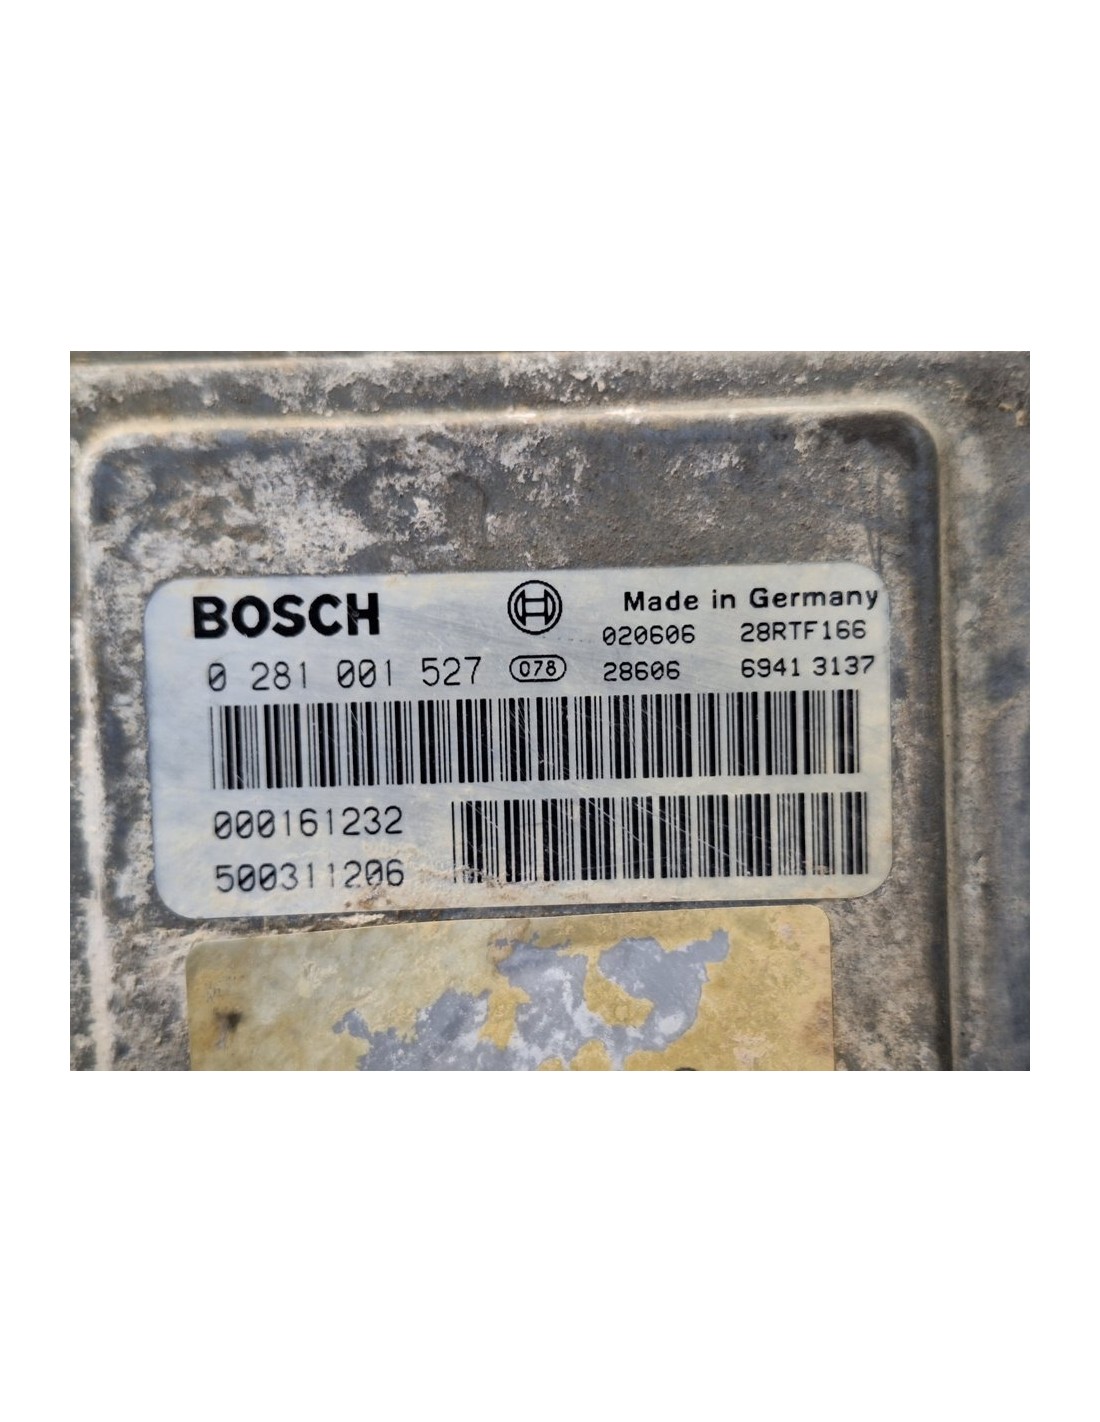 BOSCH Made in Germany
020606 28RTF166
0 281 001 527 078 28606 6941 3137
000161232
500311206